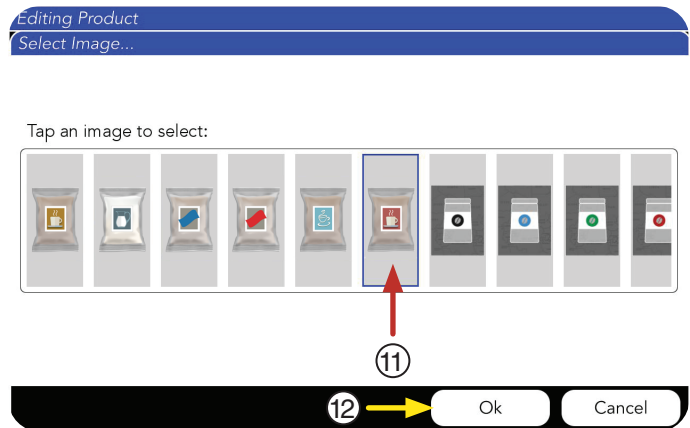 Editing Product
Select Image...
Tap an image to select:
11
12
Ok
Cancel